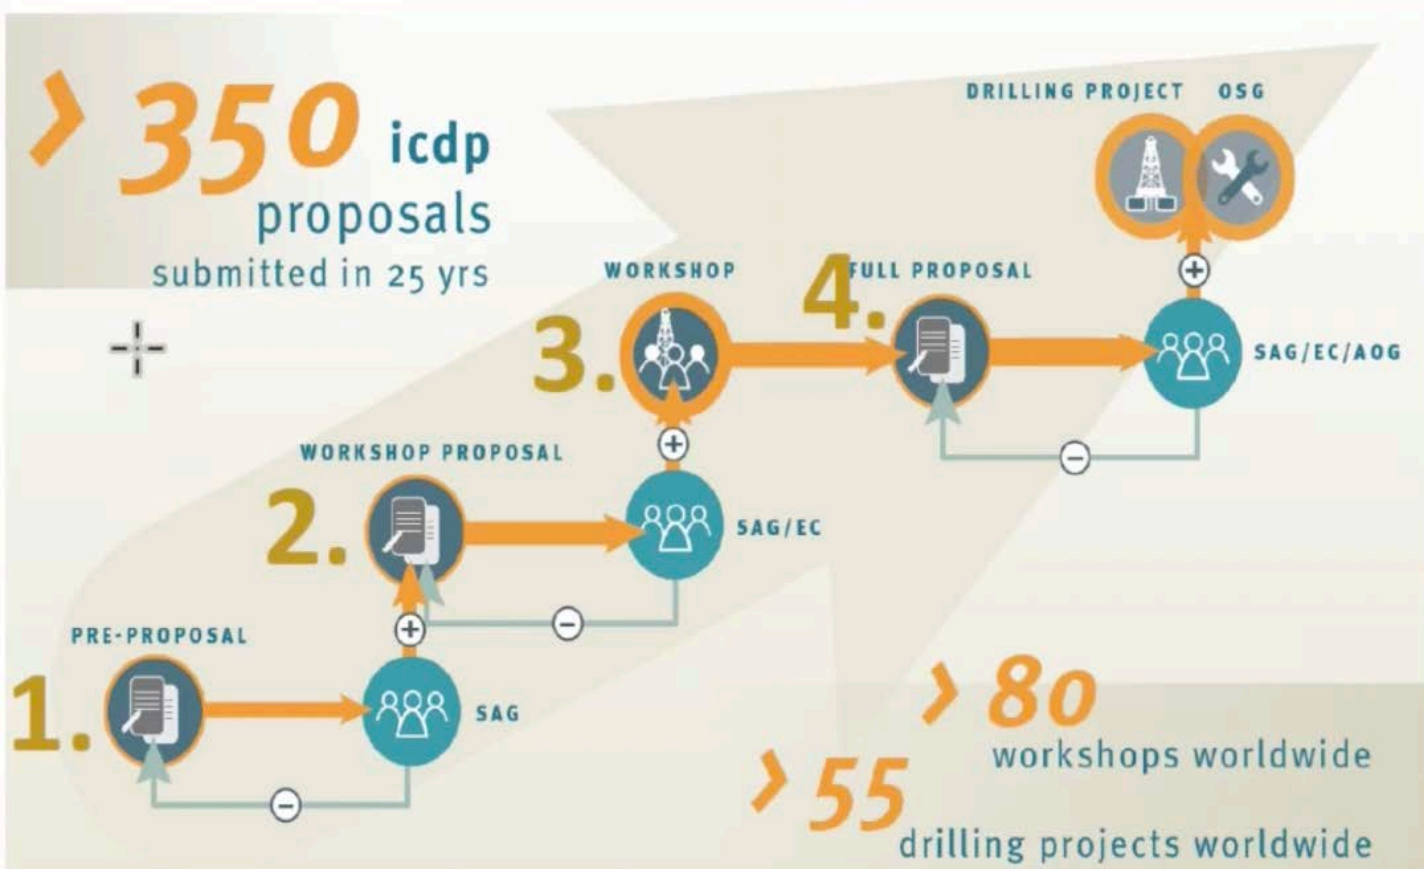 > 350 icdp
proposals
submitted in 25 yrs
DRILLING PROJECT OSG
WORKSHOP
4. FULL PROPOSAL
3.
SAG/EC/AOG
+
+
-
WORKSHOP PROPOSAL
2.
SAG/EC
+
-
PRE-PROPOSAL
1.
SAG
-
> 80
workshops worldwide
> 55
drilling projects worldwide